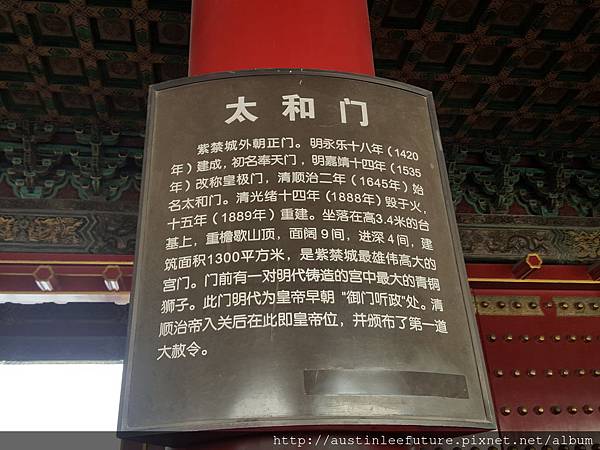 太和门
紫禁城外朝正门。明永乐十八年（1420
年）建成，初名奉天门，明嘉靖十四年（1535
年）改称皇极门，清顺治二年（1645年）始
名太和门。清光绪十四年（1888年）毁于火，
十五年（1889年）重建。坐落在高3.4米的台
基上，重檐歇山顶，面阔9间，进深4间，建
筑面积1300平方米，是紫禁城最雄伟高大的
宫门。门前有一对明代铸造的宫中最大的青铜
狮子。此门明代为皇帝早朝“御门听政”处。清
顺治帝入关后在此即皇帝位，并颁布了第一道
大赦令。
http://austinleefuture.pixnet.net/album